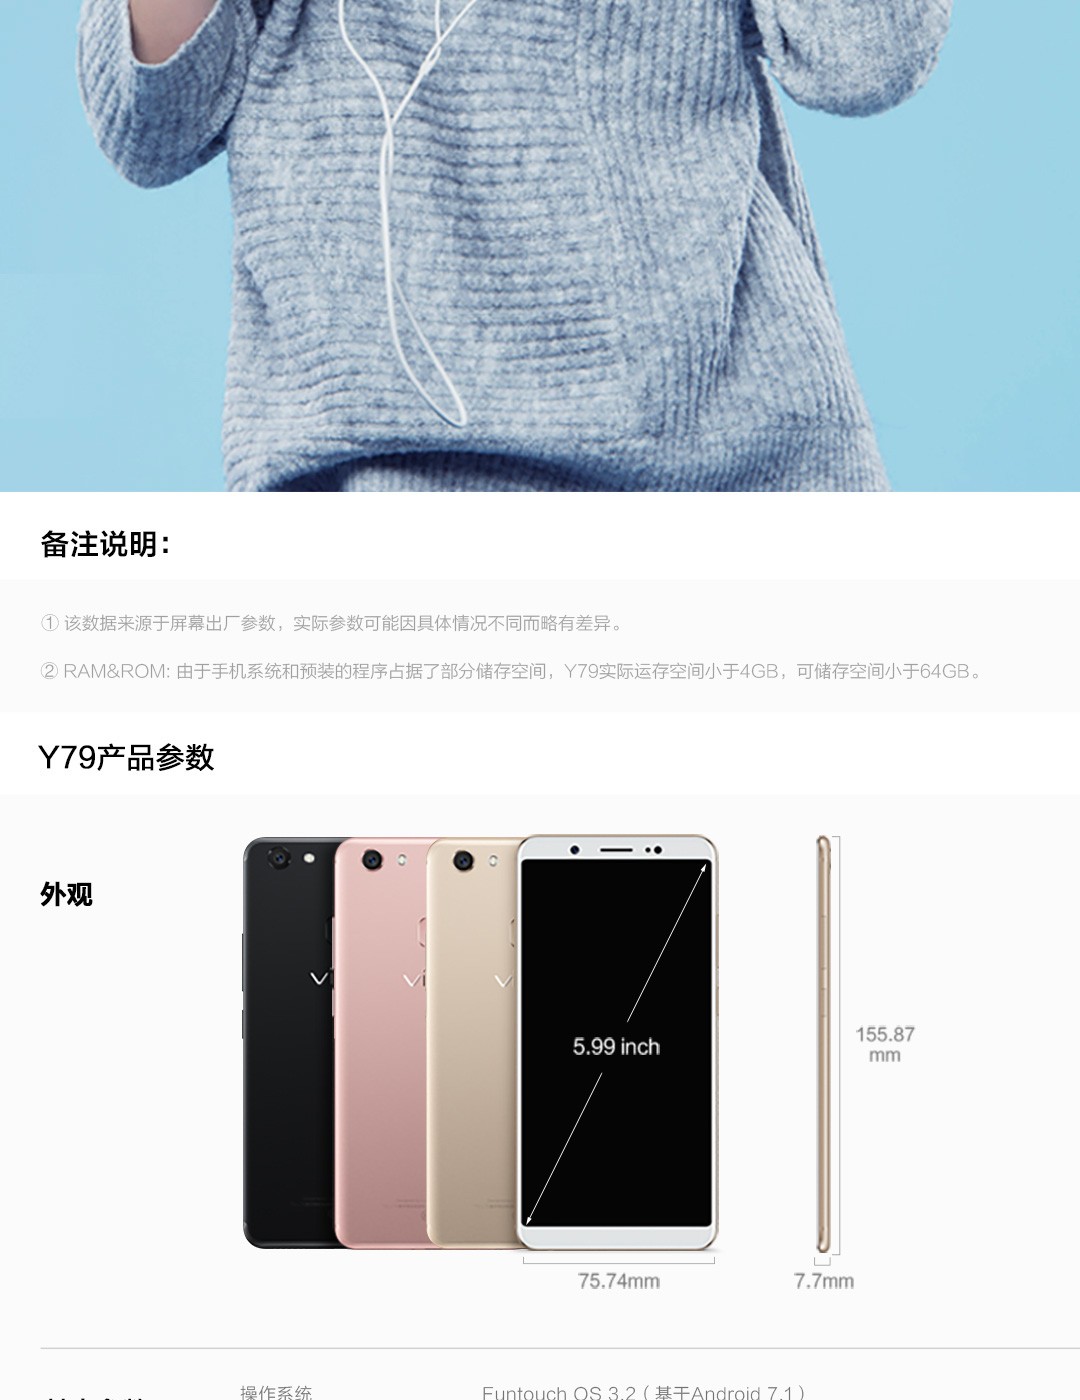 备注说明：
① 该数据来源于屏幕出厂参数，实际参数可能因具体情况不同而略有差异。
② RAM&ROM: 由于手机系统和预装的程序占据了部分储存空间，Y79实际运存空间小于4GB，可储存空间小于64GB。
Y79产品参数
外观
vi
vi
v
5.99 inch
155.87
mm
75.74mm
7.7mm
操作系统
Funtouch OS 3.2（基于Android 7.1）